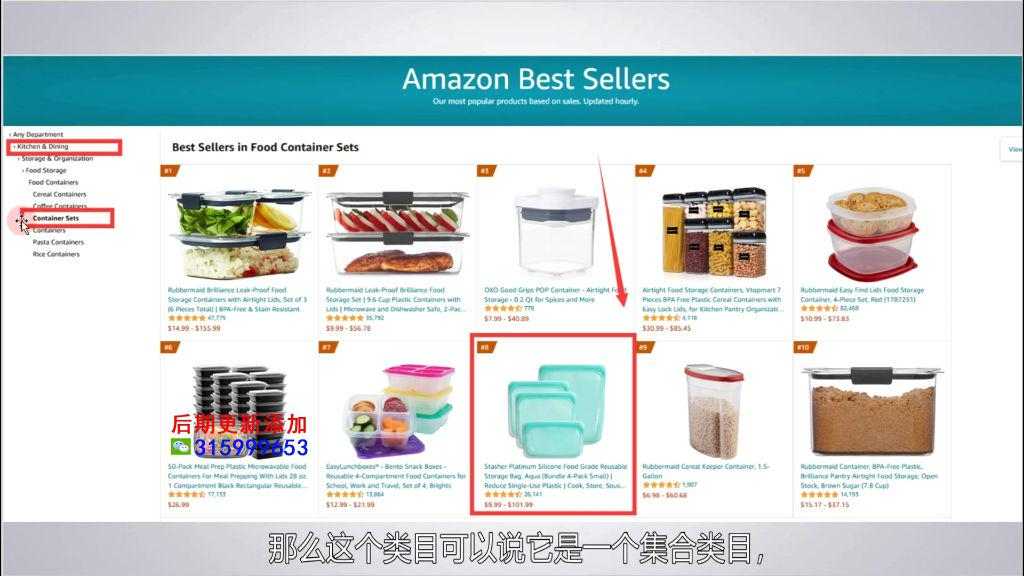 Amazon Best Sellers
Our most popular products based on sales. Updated hourly.
‹ Any Department
‹ Kitchen & Dining
‹ Storage & Organization
‹ Food Storage
Food Containers
Cereal Containers
Coffee Containers
Container Sets
Containers
Pasta Containers
Rice Containers
Best Sellers in Food Container Sets
View
#1
Rubbermaid Brilliance Leak-Proof Food
Storage Containers with Airtight Lids, Set of 3
(6 Pieces Total) | BPA-Free & Stain Resistant
47,775
$14.99 - $155.99
#2
Rubbermaid Leak-Proof Brilliance Food
Storage Set | 9.6 Cup Plastic Containers with
Lids | Microwave and Dishwasher Safe, 2-Pac...
35,792
$9.99 - $56.78
#3
OXO Good Grips POP Container - Airtight Food
Storage - 0.2 Qt for Spices and More
778
$7.99 - $40.89
#4
Airtight Food Storage Containers, Vtopmart 7
Pieces BPA Free Plastic Cereal Containers with
Easy Lock Lids, for Kitchen Pantry Organizati...
4,118
$30.99 - $85.45
#5
Rubbermaid Easy Find Lids Food Storage
Container, 4-Piece Set, Red (1787251)
82,468
$10.99 - $73.83
#6
后期更新添加
315999653
50-Pack Meal Prep Plastic Microwavable Food
Containers For Meal Prepping With Lids 28 oz.
1 Compartment Black Rectangular Reusable...
17,133
$26.99
#7
EasyLunchboxes® - Bento Snack Boxes -
Reusable 4-Compartment Food Containers for
School, Work and Travel, Set of 4, Brights
13,864
$12.99 - $21.99
#8
Stasher Platinum Silicone Food Grade Reusable
Storage Bag, Aqua (Bundle 4-Pack Small) |
Reduce Single-Use Plastic | Cook, Store, Sous...
26,141
$9.99 - $101.99
#9
Rubbermaid Cereal Keeper Container, 1.5-
Gallon
1,907
$6.98 - $60.68
#10
Rubbermaid Container, BPA-Free Plastic,
Brilliance Pantry Airtight Food Storage, Open
Stock, Brown Sugar (7.8 Cup)
14,193
$15.17 - $37.15
那么这个类目可以说它是一个集合类目,